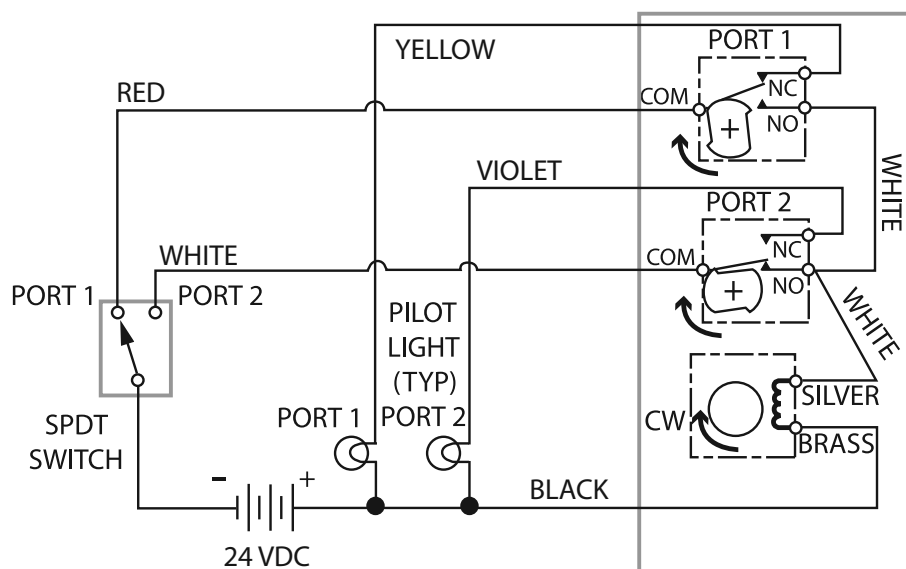 YELLOW
PORT 1
RED
COM
NC
NO
VIOLET
WHITE
PORT 2
WHITE
COM
NC
NO
PORT 1
PORT 2
PILOT
LIGHT
(TYP)
WHITE
SILVER
PORT 1
PORT 2
CW
SPDT
SWITCH
BRASS
- +
BLACK
24 VDC